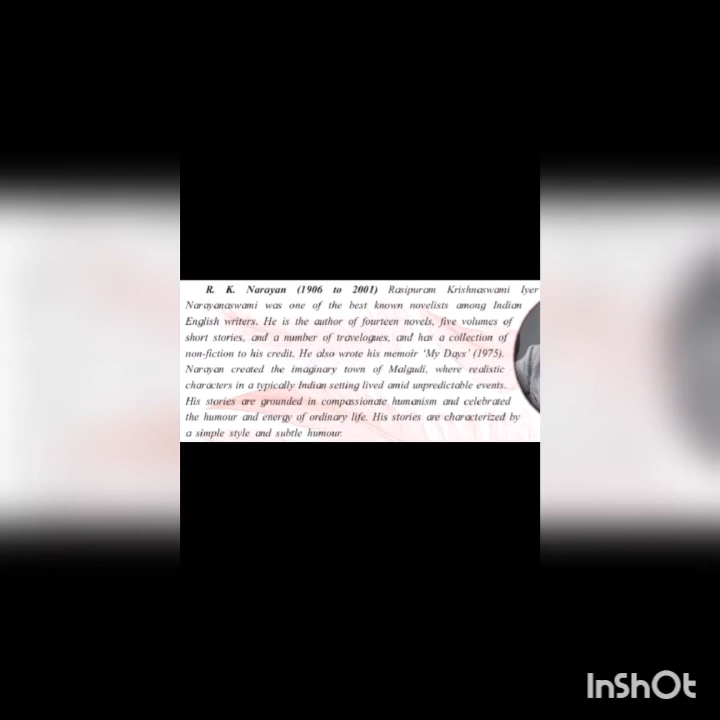 R. K. Narayan (1906 to 2001) Rasipuram Krishnaswami Iyer
Narayanaswami was one of the best known novelists among Indian
English writers. He is the author of fourteen novels, five volumes of
short stories, and a number of travelogues, and has a collection of
non-fiction to his credit. He also wrote his memoir ‘My Days’ (1975).
Narayan created the imaginary town of Malgudi, where realistic
characters in a typically Indian setting lived amid unpredictable events.
His stories are grounded in compassionate humanism and celebrated
the humour and energy of ordinary life. His stories are characterized by
a simple style and subtle humour.
InShOt